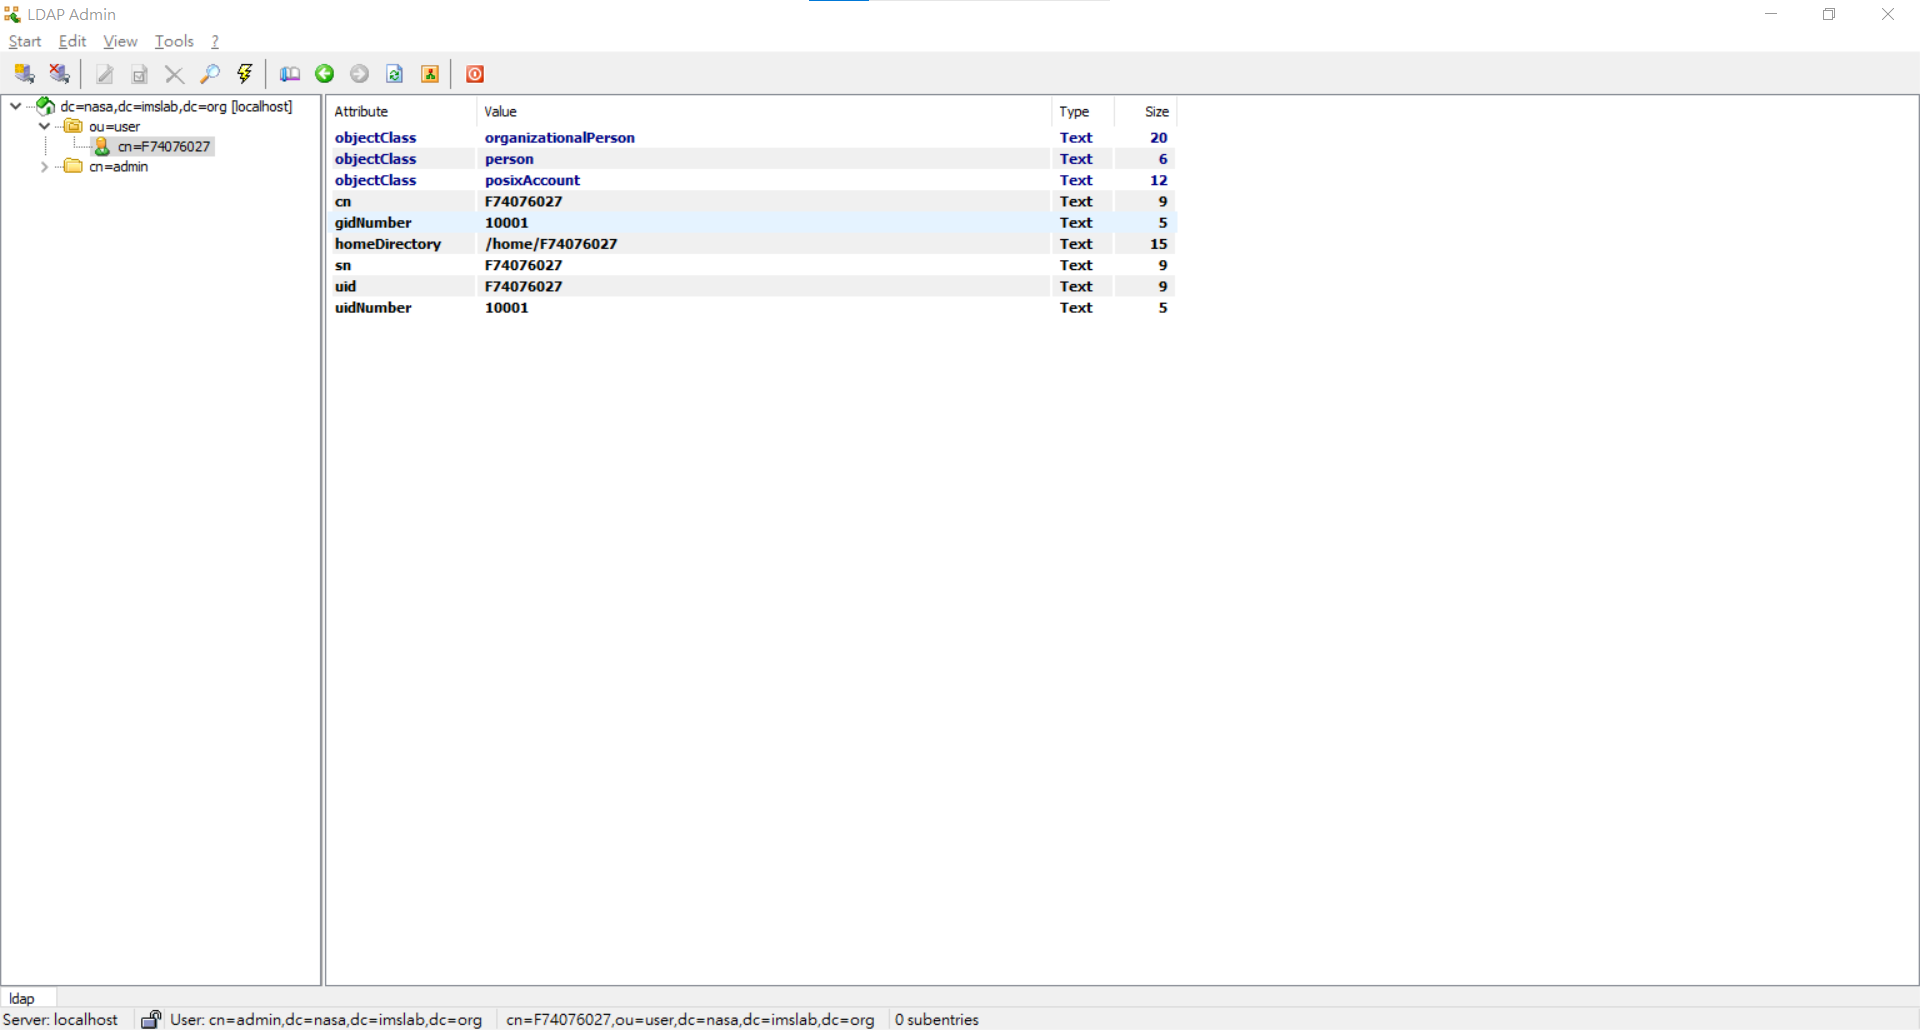 LDAP Admin
Start Edit View Tools ?
dc=nasa,dc=imslab,dc=org [localhost]
ou=user
cn=F74076027
cn=admin
Attribute Value Type Size
objectClass organizationalPerson Text 20
objectClass person Text 6
objectClass posixAccount Text 12
cn F74076027 Text 9
gidNumber 10001 Text 5
homeDirectory /home/F74076027 Text 15
sn F74076027 Text 9
uid F74076027 Text 9
uidNumber 10001 Text 5
ldap
Server: localhost User: cn=admin,dc=nasa,dc=imslab,dc=org cn=F74076027,ou=user,dc=nasa,dc=imslab,dc=org 0 subentries